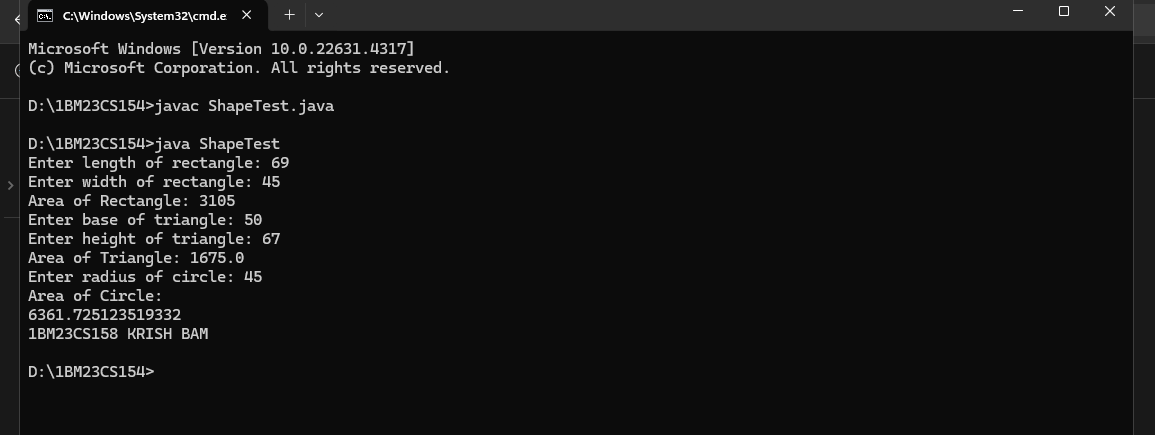 C:\Windows\System32\cmd.e
Microsoft Windows [Version 10.0.22631.4317]
(c) Microsoft Corporation. All rights reserved.
D:\1BM23CS154>javac ShapeTest.java
D:\1BM23CS154>java ShapeTest
Enter length of rectangle: 69
Enter width of rectangle: 45
Area of Rectangle: 3105
Enter base of triangle: 50
Enter height of triangle: 67
Area of Triangle: 1675.0
Enter radius of circle: 45
Area of Circle:
6361.725123519332
1BM23CS158 KRISH BAM
D:\1BM23CS154>